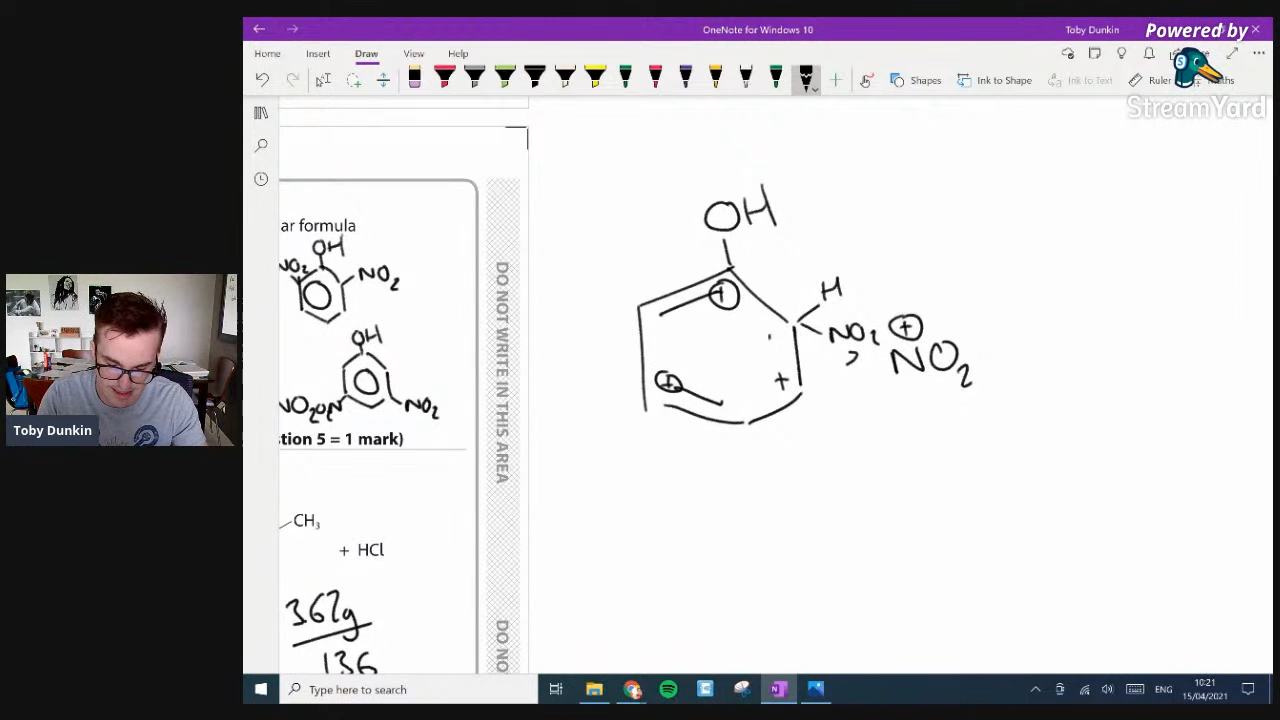 OneNote for Windows 10
Toby Dunkin
Powered by
StreamYard
Home Insert Draw View Help
Shapes Ink to Shape Ink to Text Ruler Maths
ar formula
OH
NO2 NO2
OH
NO2 NO2
stion 5 = 1 mark)
CH3
+ HCl
362g
136
DO NOT WRITE IN THIS AREA
DO NO
OH
+
H
NO2 +
NO2
+
+
Toby Dunkin
Type here to search
ENG
10:21
15/04/2021